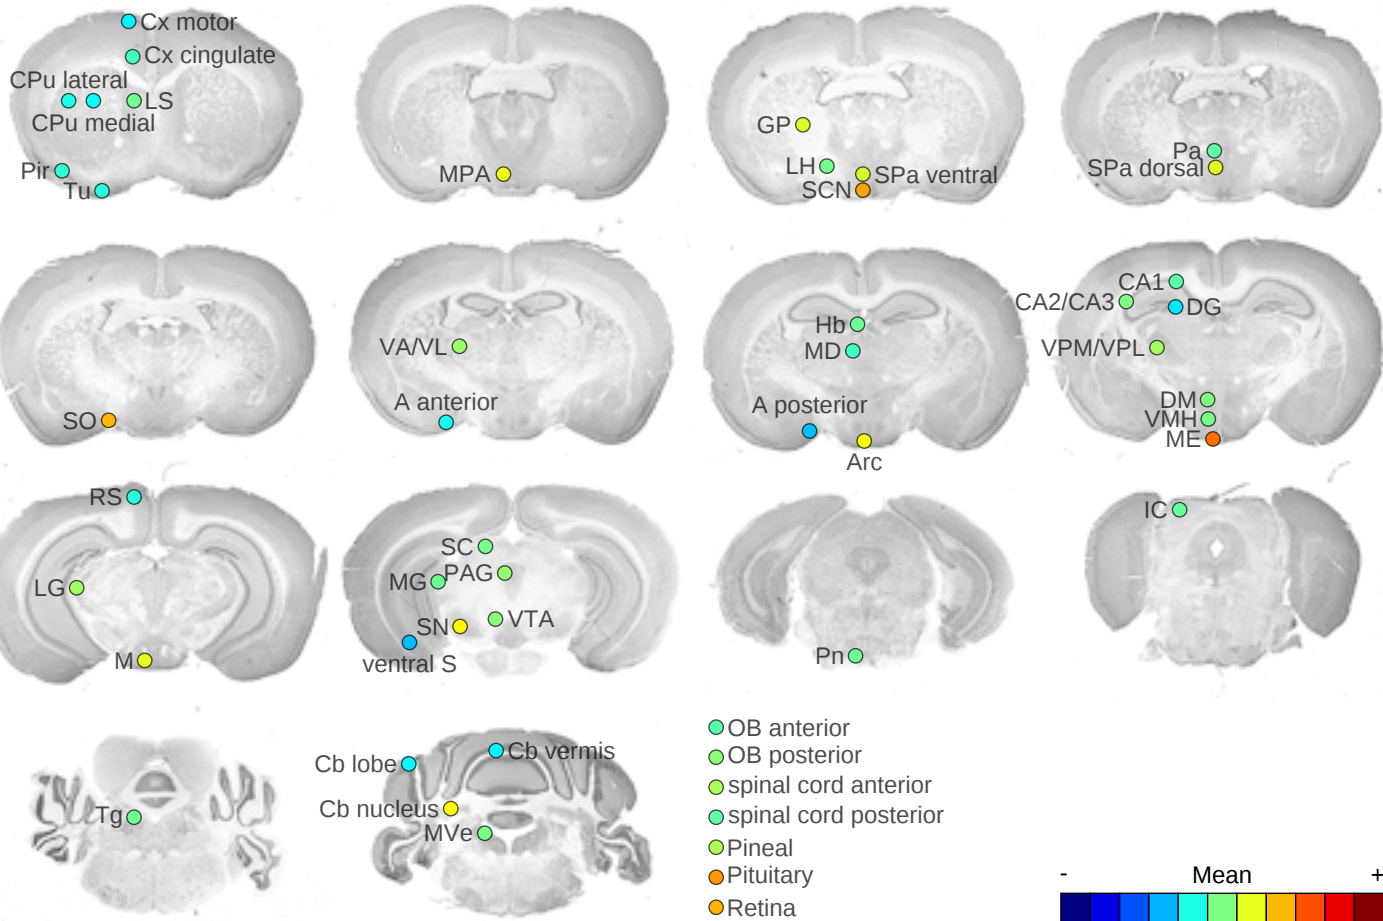 Cx motor
Cx cingulate
CPu lateral
LS
CPu medial
Pir
Tu
MPA
GP
LH
SPa ventral
SCN
Pa
SPa dorsal
SO
VA/VL
A anterior
Hb
MD
A posterior
Arc
CA1
CA2/CA3
DG
VPM/VPL
DM
VMH
ME
RS
LG
M
SC
PAG
MG
VTA
SN
ventral S
Pn
IC
Tg
Cb vermis
Cb lobe
Cb nucleus
MVe
OB anterior
OB posterior
spinal cord anterior
spinal cord posterior
Pineal
Pituitary
Retina
- Mean +